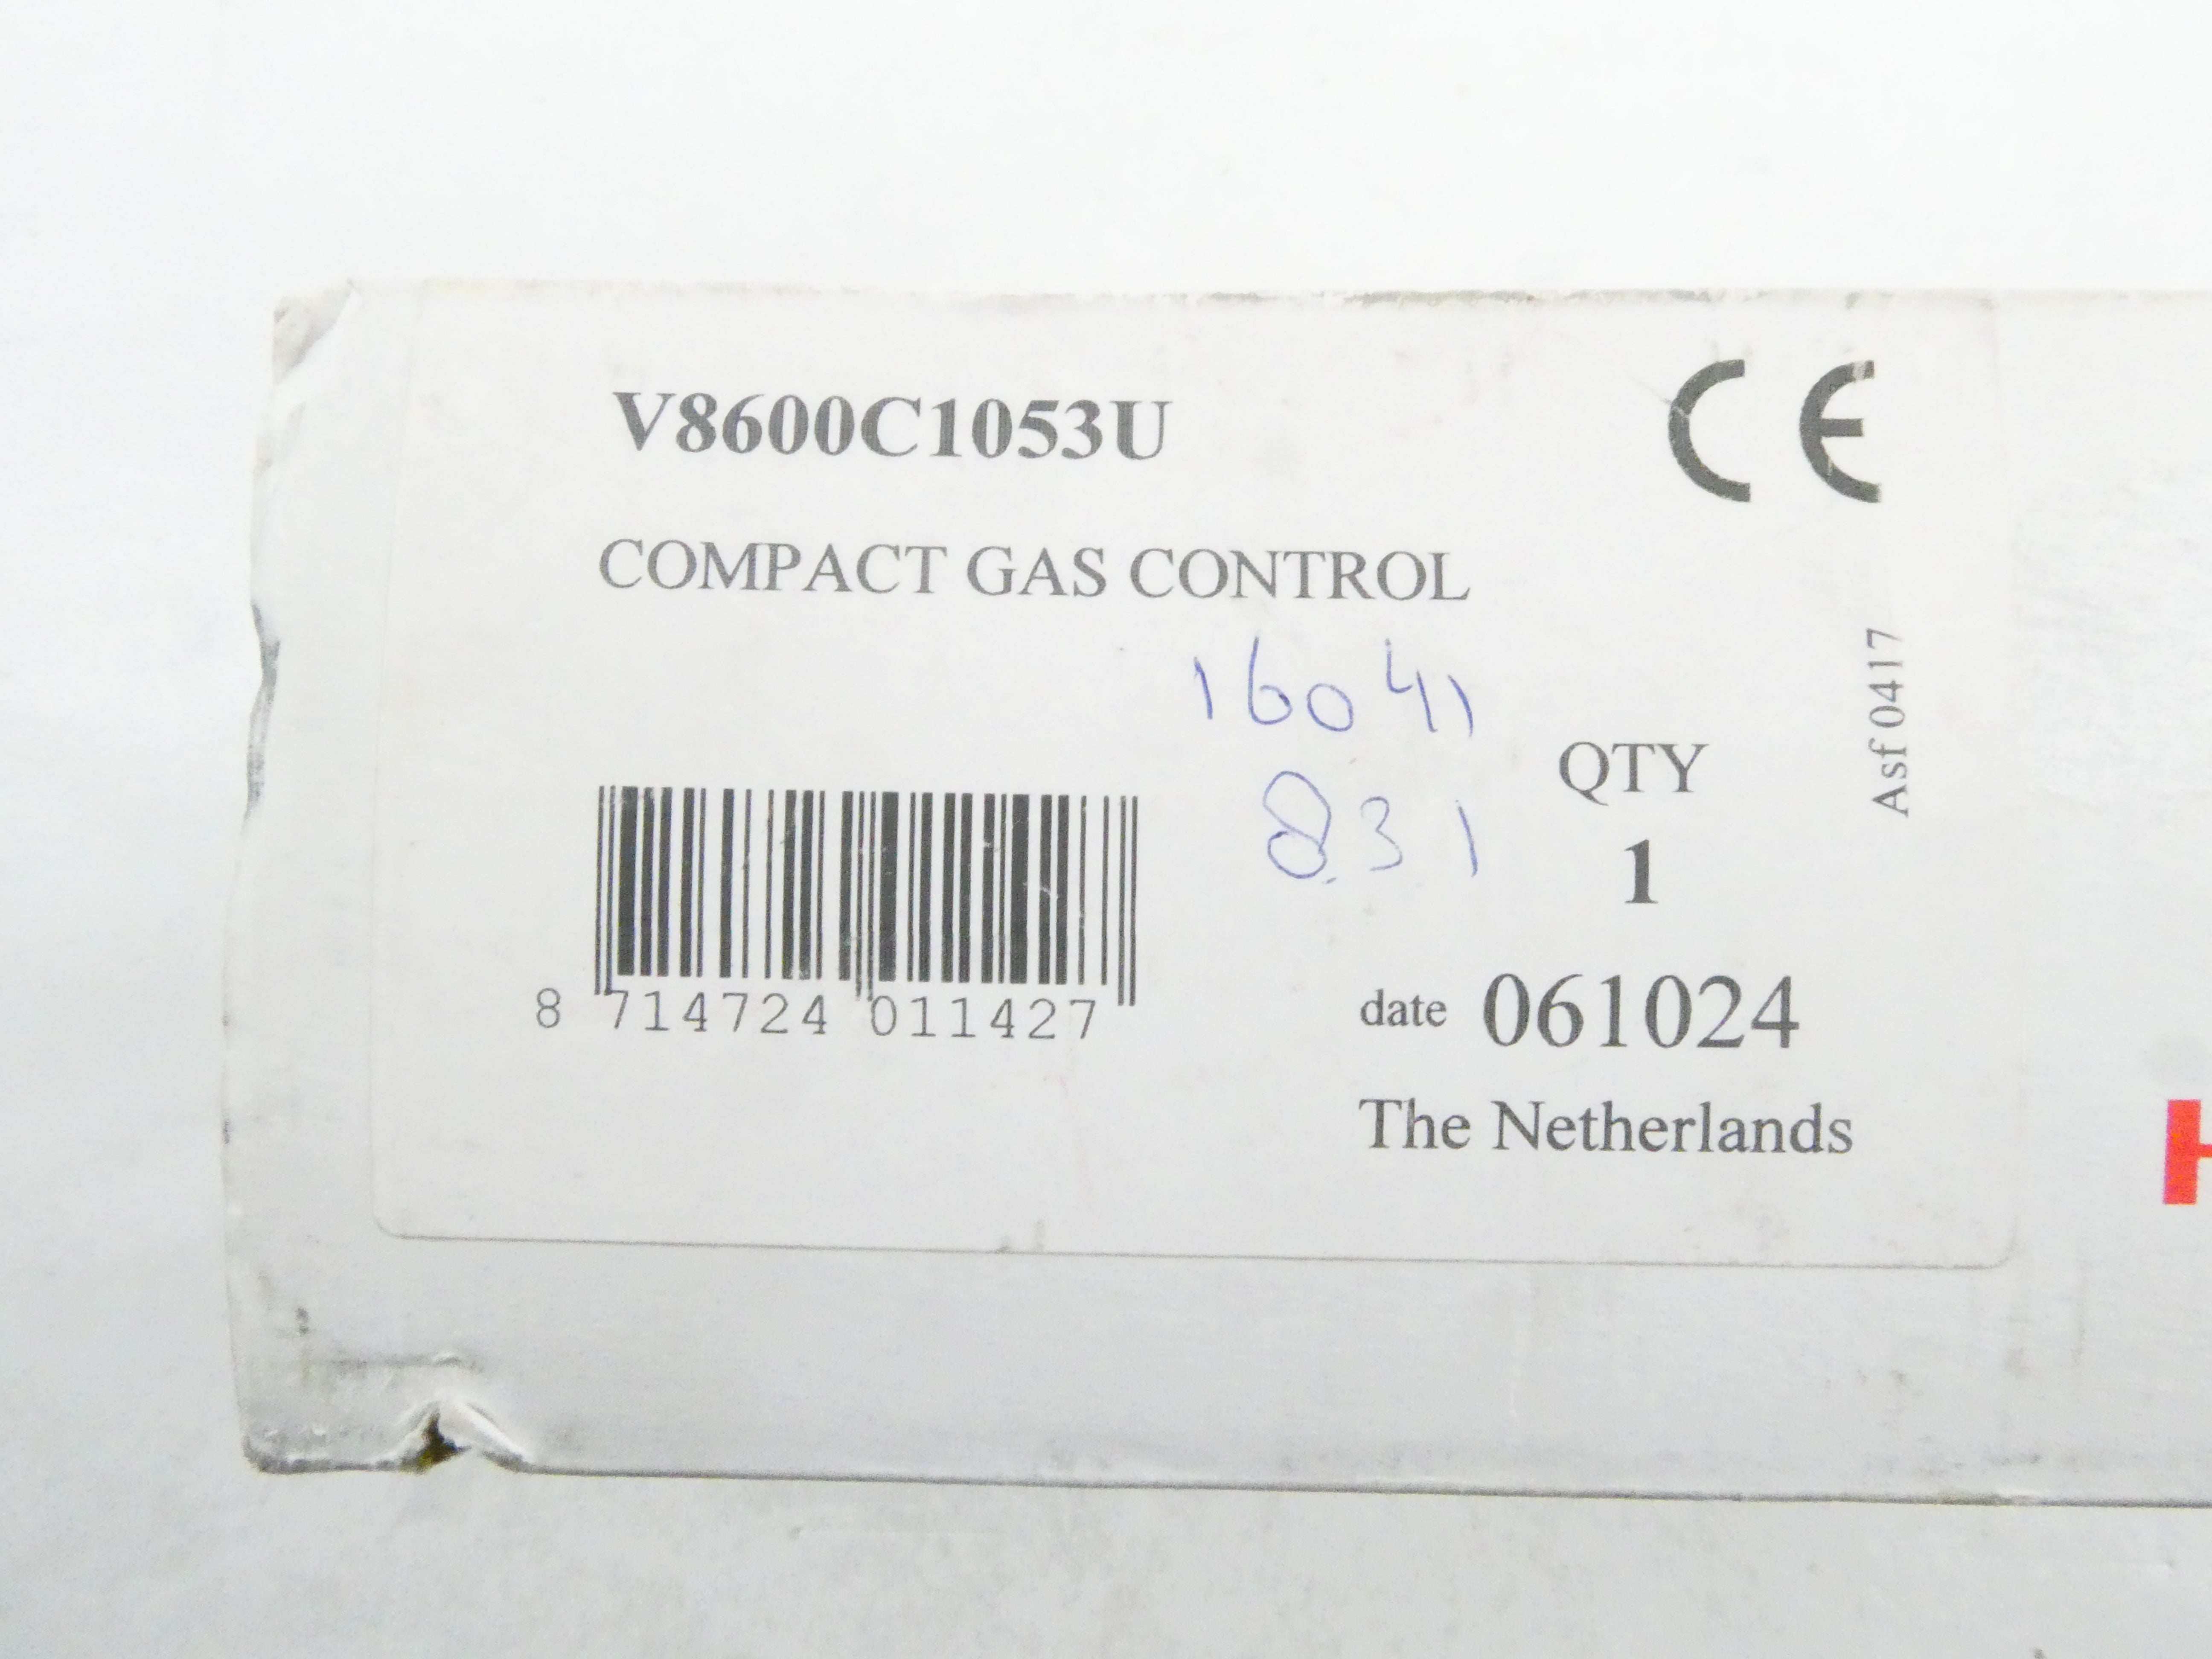 V8600C1053U
CE
COMPACT GAS CONTROL
16041
Asf 0417
QTY
831
1
8 714724 011427
date 061024
The Netherlands
H